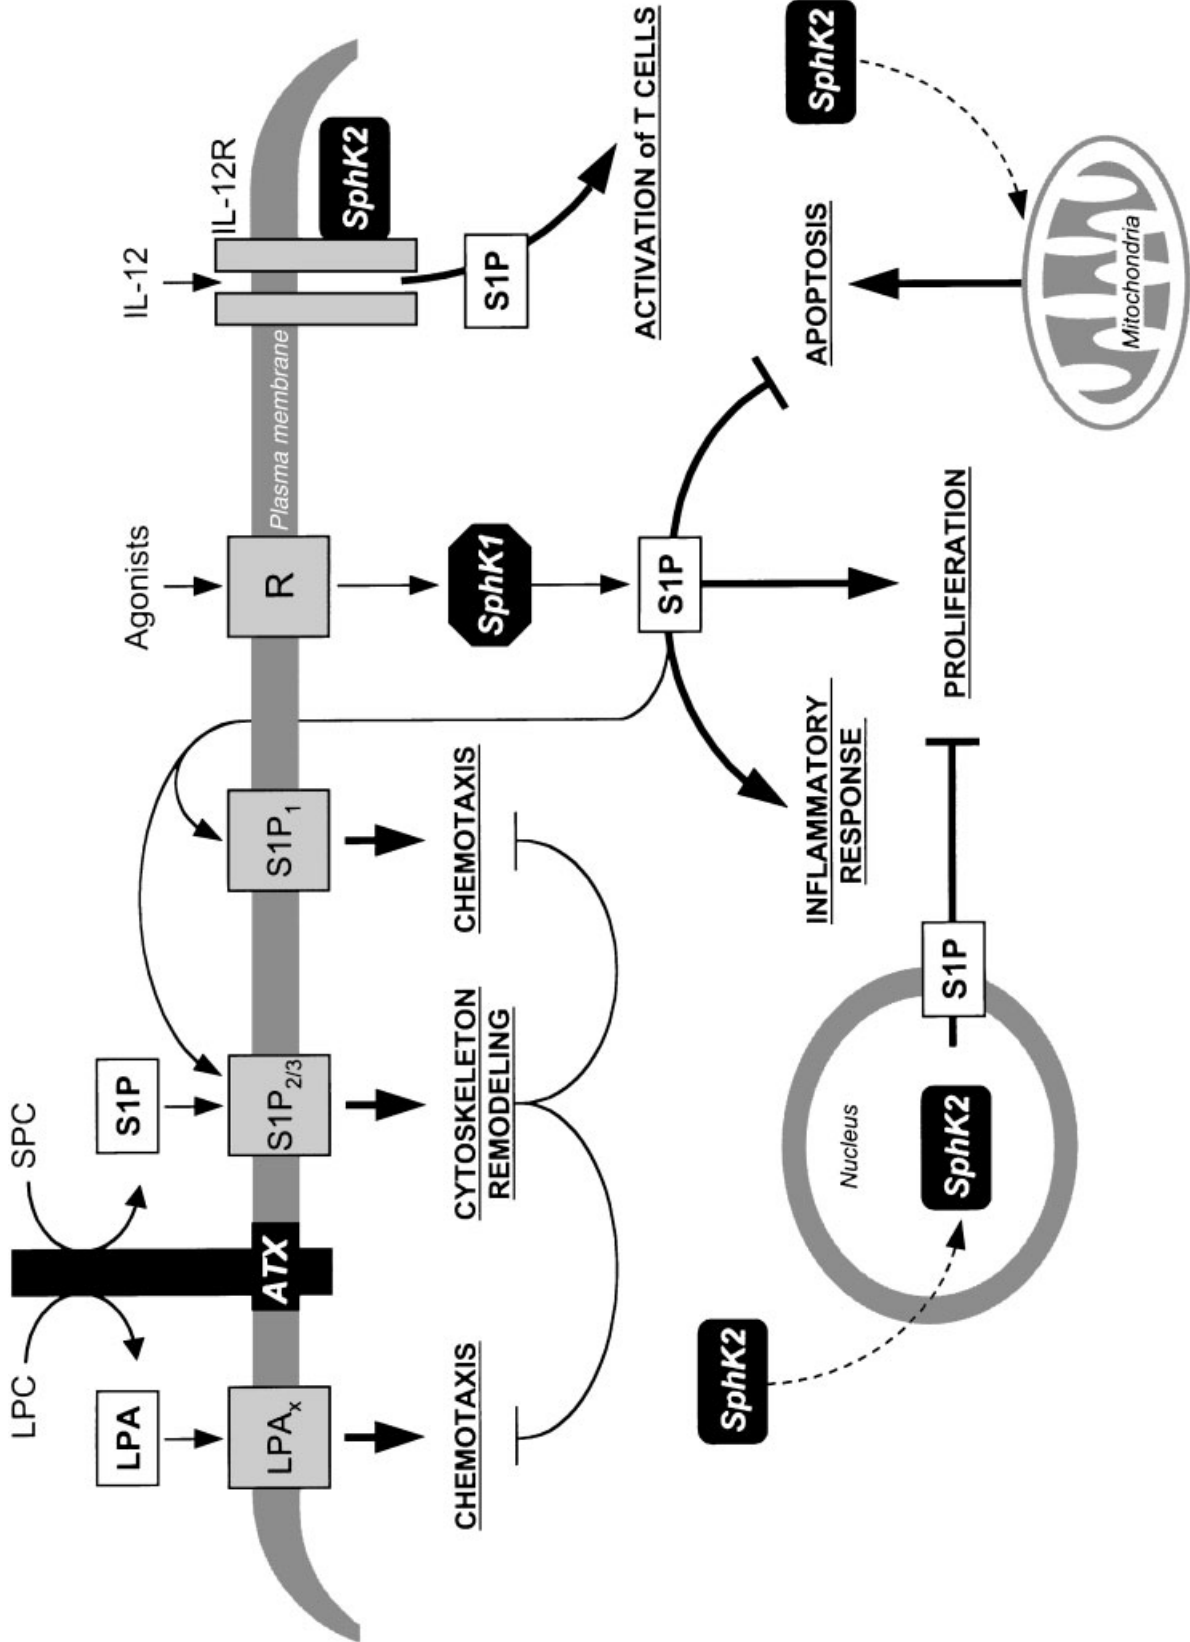 LPC
SPC
LPA
S1P
Agonists
IL-12
IL-12R
LPAx
ATX
S1P2/3
S1P1
R
Plasma membrane
SphK2
CHEMOTAXIS
CYTOSKELETON
REMODELING
CHEMOTAXIS
SphK1
S1P
S1P
ACTIVATION of T CELLS
SphK2
Nucleus
SphK2
S1P
INFLAMMATORY
RESPONSE
PROLIFERATION
APOPTOSIS
SphK2
Mitochondria